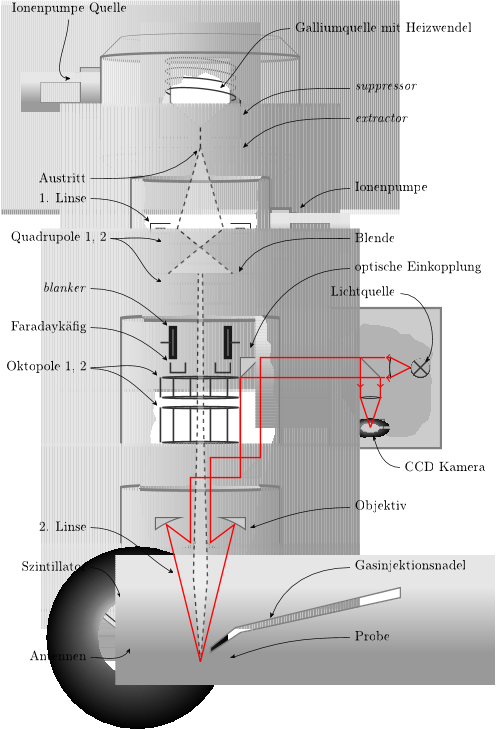 Ionenpumpe Quelle
Galliumquelle mit Heizwendel
suppressor
extractor
Austritt
1. Linse
Ionenpumpe
Quadrupole 1, 2
Blende
optische Einkopplung
blanker
Lichtquelle
Faradaykäfig
Oktopole 1, 2
CCD Kamera
Objektiv
2. Linse
Szintillato
Gasinjektionsnadel
Probe
Antennen